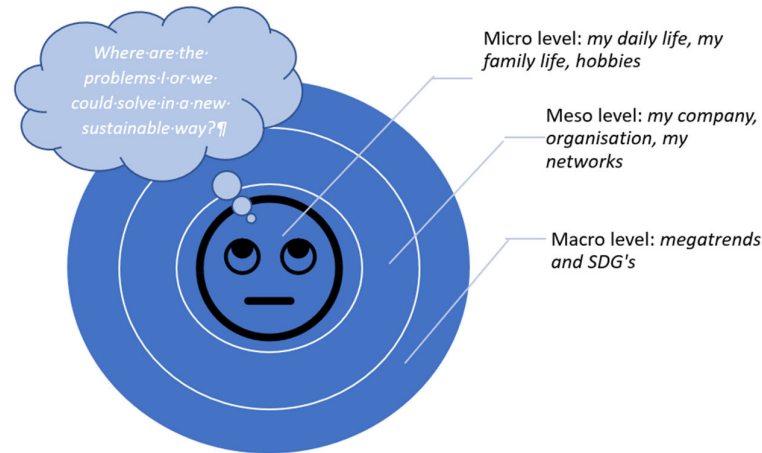 Where·are·the·
problems·I·or·we·
could·solve·in·a·new·
sustainable·way?¶
Micro level: my daily life, my
family life, hobbies
Meso level: my company,
organisation, my
networks
Macro level: megatrends
and SDG's